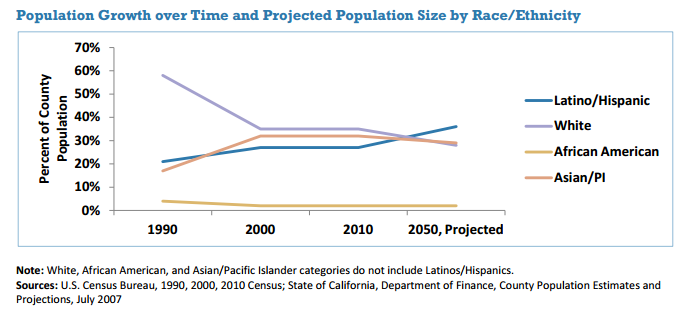 Population Growth over Time and Projected Population Size by Race/Ethnicity
Percent of County
Population
70%
60%
50%
40%
30%
20%
10%
0%
1990
2000
2010
2050, Projected
Latino/Hispanic
White
African American
Asian/PI
Note: White, African American, and Asian/Pacific Islander categories do not include Latinos/Hispanics.
Sources: U.S. Census Bureau, 1990, 2000, 2010 Census; State of California, Department of Finance, County Population Estimates and
Projections, July 2007